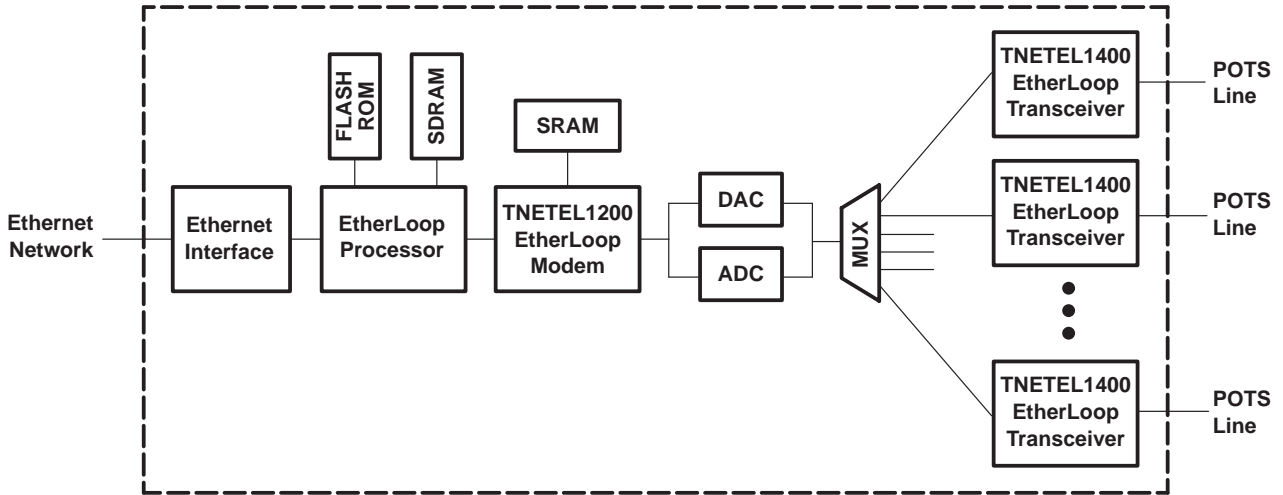 Ethernet
Network
Ethernet
Interface
FLASH
ROM
SDRAM
EtherLoop
Processor
SRAM
TNETEL1200
EtherLoop
Modem
DAC
ADC
MUX
TNETEL1400
EtherLoop
Transceiver
POTS
Line
TNETEL1400
EtherLoop
Transceiver
POTS
Line
TNETEL1400
EtherLoop
Transceiver
POTS
Line